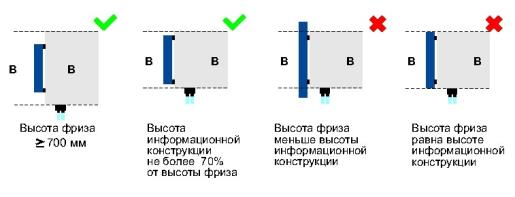 В В
Высота фриза
≥ 700 мм
В В
Высота
информационной
конструкции
не более 70%
от высоты фриза
В В
Высота фриза
меньше высоты
информационной
конструкции
В В
Высота фриза
равна высоте
информационной
конструкции